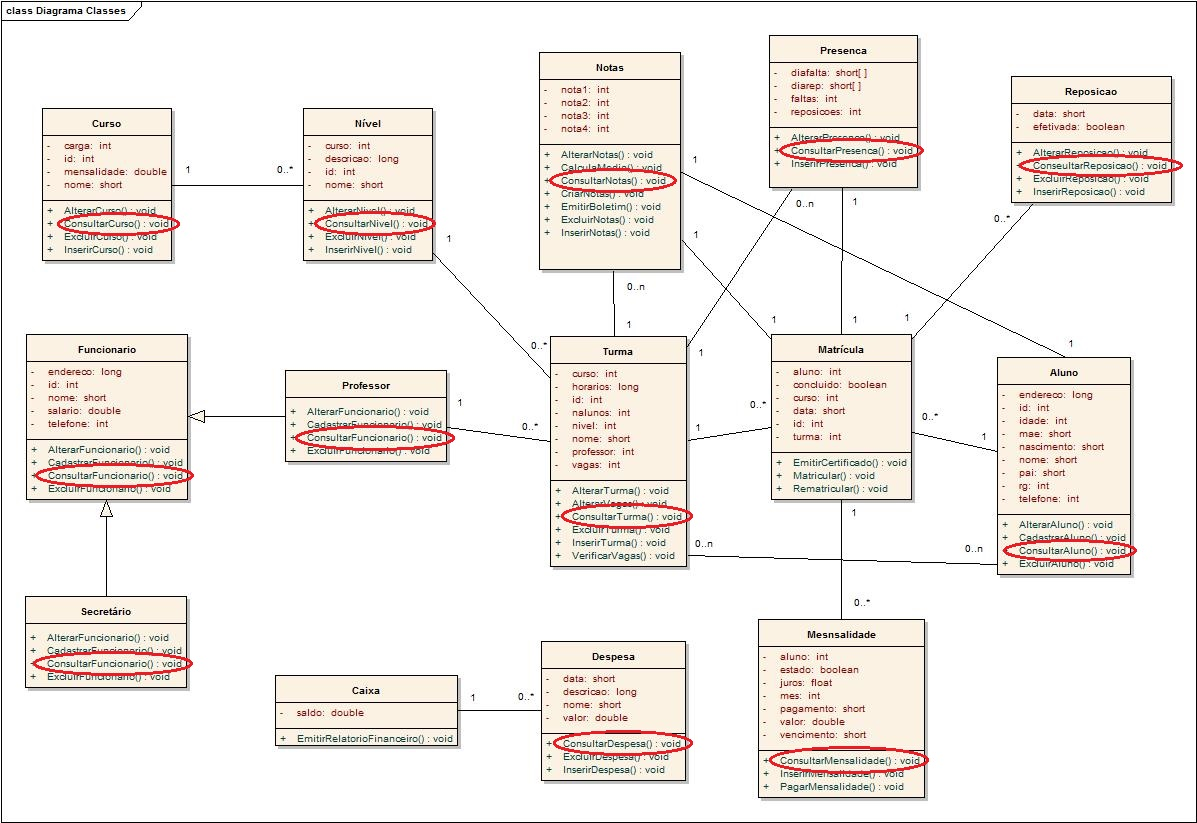 class Diagrama Classes
Curso
- carga: int
- id: int
- mensalidade: double
- nome: short
+ AlterarCurso() : void
+ ConsultarCurso() : void
+ ExcluirCurso() : void
+ InserirCurso() : void
1
0..*
Nível
- curso: int
- descricao: long
- id: int
- nome: short
+ AlterarNivel() : void
+ ConsultarNivel() : void
+ ExcluirNivel() : void
+ InserirNivel() : void
1
0..*
Notas
- nota1: int
- nota2: int
- nota3: int
- nota4: int
+ AlterarNotas() : void
+ CalculaMedia() : void
+ ConsultarNotas() : void
+ CriarNotas() : void
+ EmitirBoletim() : void
+ ExcluirNotas() : void
+ InserirNotas() : void
1
1
0..n
1
Presenca
- diafalta: short[ ]
- diarep: short[ ]
- faltas: int
- reposicoes: int
+ AlterarPresenca() : void
+ ConsultarPresenca() : void
+ InserirPresenca() : void
0..n
1
Reposicao
- data: short
- efetivada: boolean
+ AlterarReposicao() : void
+ ConsultarReposicao() : void
+ ExcluirReposicao() : void
+ InserirReposicao() : void
0..*
1
1
1
1
1
Funcionario
- endereco: long
- id: int
- nome: short
- salario: double
- telefone: int
+ AlterarFuncionario() : void
+ CadastrarFuncionario() : void
+ ConsultarFuncionario() : void
+ ExcluirFuncionario() : void
Professor
+ AlterarFuncionario() : void
+ CadastrarFuncionario() : void
+ ConsultarFuncionario() : void
+ ExcluirFuncionario() : void
1
0..*
Turma
- curso: int
- horarios: long
- id: int
- nalunos: int
- nivel: int
- nome: short
- professor: int
- vagas: int
+ AlterarTurma() : void
+ AlterarVagas() : void
+ ConsultarTurma() : void
+ ExcluirTurma() : void
+ InserirTurma() : void
+ VerificarVagas() : void
1
0..*
0..n
0..n
Matrícula
- aluno: int
- concluido: boolean
- curso: int
- data: short
- id: int
- turma: int
+ EmitirCertificado() : void
+ Matricular() : void
+ Rematricular() : void
0..*
1
1
0..*
Aluno
- endereco: long
- id: int
- idade: int
- mae: short
- nascimento: short
- nome: short
- pai: short
- rg: int
- telefone: int
+ AlterarAluno() : void
+ CadastrarAluno() : void
+ ConsultarAluno() : void
+ ExcluirAluno() : void
Secretário
+ AlterarFuncionario() : void
+ CadastrarFuncionario() : void
+ ConsultarFuncionario() : void
+ ExcluirFuncionario() : void
Caixa
- saldo: double
+ EmitirRelatorioFinanceiro() : void
1
0..*
Despesa
- data: short
- descricao: long
- nome: short
- valor: double
+ ConsultarDespesa() : void
+ ExcluirDespesa() : void
+ InserirDespesa() : void
Mesnsalidade
- aluno: int
- estado: boolean
- juros: float
- mes: int
- pagamento: short
- valor: double
- vencimento: short
+ ConsultarMensalidade() : void
+ InserirMensalidade() : void
+ PagarMensalidade() : void